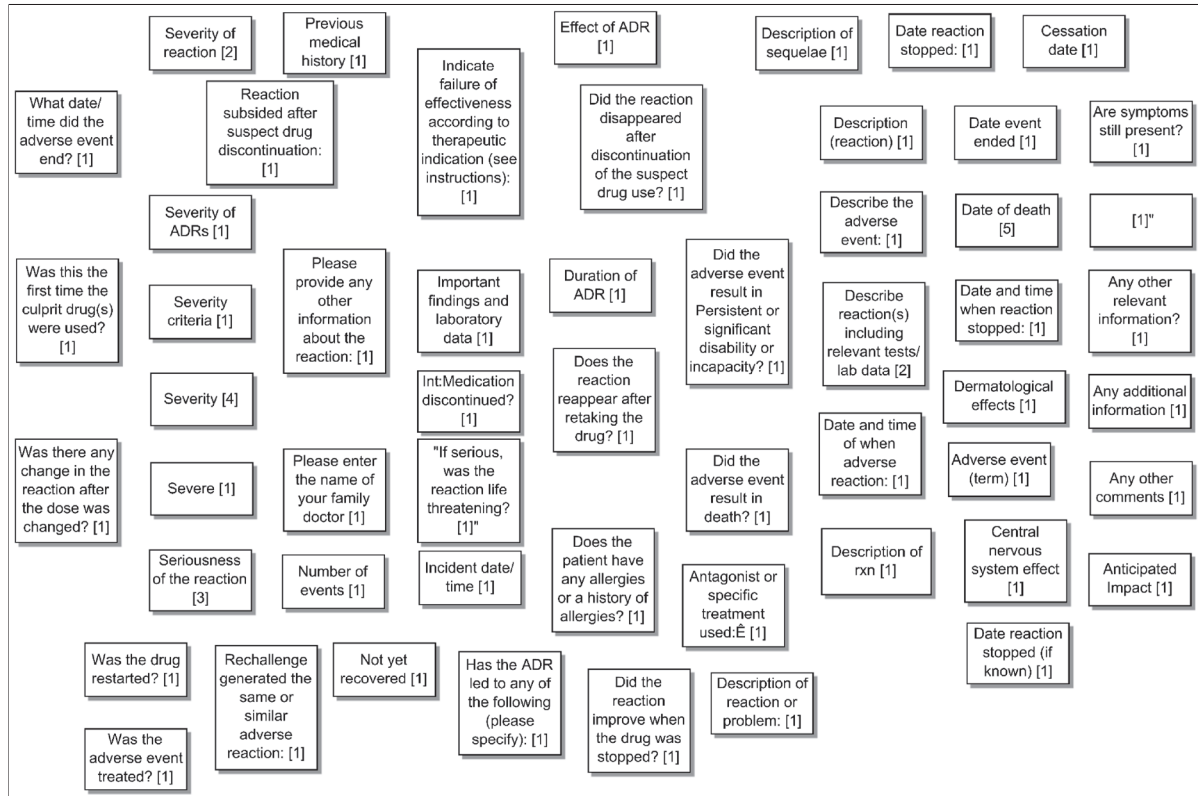 Severity of
reaction [2]
Previous
medical
history [1]
Effect of ADR
[1]
Description of
sequelae [1]
Date reaction
stopped: [1]
Cessation
date [1]
Indicate
failure of
effectiveness
according to
therapeutic
indication (see
instructions):
[1]
What date/
time did the
adverse event
end? [1]
Reaction
subsided after
suspect drug
discontinuation:
[1]
Did the reaction
disappeared
after
discontinuation
of the suspect
drug use? [1]
Description
(reaction) [1]
Date event
ended [1]
Are symptoms
still present?
[1]
Severity of
ADRs [1]
Describe the
adverse
event: [1]
Date of death
[5]
[1]"
Was this the
first time the
culprit drug(s)
were used?
[1]
Severity
criteria [1]
Please
provide any
other
information
about the
reaction: [1]
Important
findings and
laboratory
data [1]
Duration of
ADR [1]
Did the
adverse event
result in
Persistent or
significant
disability or
incapacity? [1]
Describe
reaction(s)
including
relevant tests/
lab data [2]
Date and time
when reaction
stopped: [1]
Any other
relevant
information?
[1]
Severity [4]
Int:Medication
discontinued?
[1]
Does the
reaction
reappear after
retaking the
drug? [1]
Dermatological
effects [1]
Any additional
information [1]
Was there any
change in the
reaction after
the dose was
changed? [1]
Severe [1]
Please enter
the name of
your family
doctor [1]
"If serious,
was the
reaction life
threatening?
[1]"
Did the
adverse event
result in
death? [1]
Date and time
of when
adverse
reaction: [1]
Adverse event
(term) [1]
Any other
comments [1]
Seriousness
of the reaction
[3]
Number of
events [1]
Incident date/
time [1]
Does the
patient have
any allergies
or a history of
allergies? [1]
Antagonist or
specific
treatment
used:Ê [1]
Description of
rxn [1]
Central
nervous
system effect
[1]
Anticipated
Impact [1]
Date reaction
stopped (if
known) [1]
Was the drug
restarted? [1]
Rechallenge
generated the
same or
similar
adverse
reaction: [1]
Not yet
recovered [1]
Has the ADR
led to any of
the following
(please
specify): [1]
Did the
reaction
improve when
the drug was
stopped? [1]
Description of
reaction or
problem: [1]
Was the
adverse event
treated? [1]